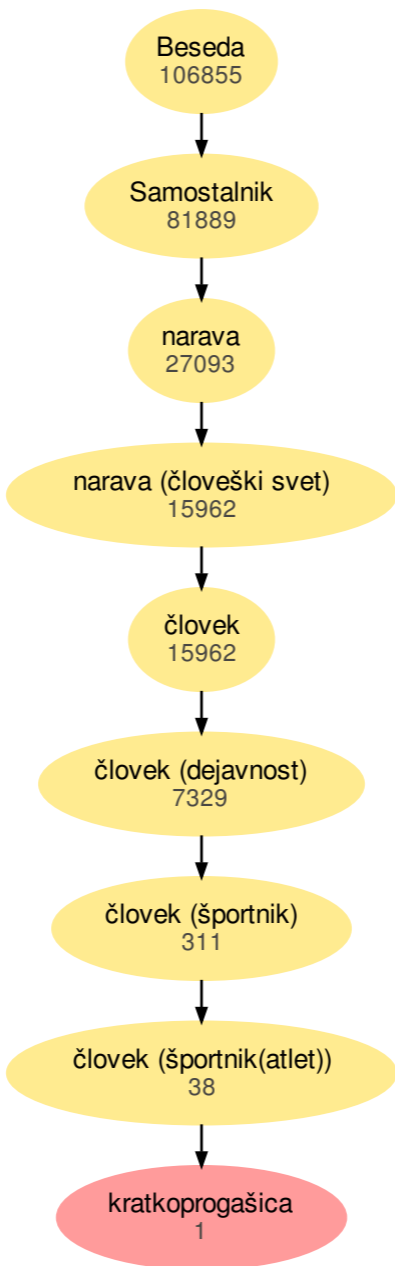 Beseda
106855
Samostalnik
81889
narava
27093
narava (človeški svet)
15962
človek
15962
človek (dejavnost)
7329
človek (športnik)
311
človek (športnik(atlet))
38
kratkoprogašica
1